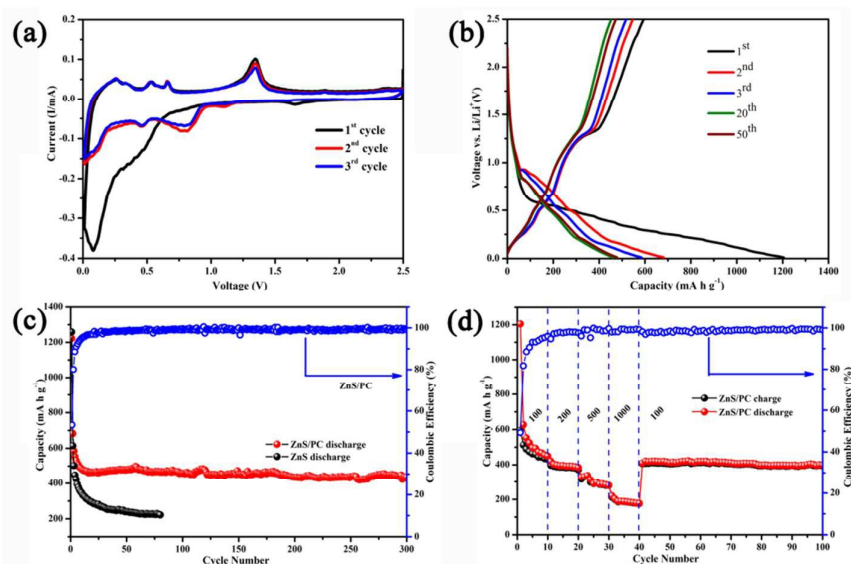 (a)
0.5
0.4
0.3
0.2
0.1
0.0
-0.1
-0.2
-0.3
-0.4
Current (I/mA)
1st cycle
2nd cycle
3rd cycle
0.0 0.5 1.0 1.5 2.0 2.5
Voltage (V)
(b)
2.5
2.0
1.5
1.0
0.5
0.0
Voltage vs. Li/Li+(V)
1st
2nd
3rd
20th
50th
0 200 400 600 800 1000 1200 1400
Capacity (mA h g-1)
(c)
1400
1200
1000
800
600
400
200
Capacity (mA h g-1)
ZnS/PC
ZnS/PC discharge
ZnS discharge
100
80
60
40
20
0
Coulombic Efficiency (%)
0 50 100 150 200 250 300
Cycle Number
(d)
1200
1000
800
600
400
200
0
Capacity (mA h g-1)
100 200 500 1000 100
ZnS/PC charge
ZnS/PC discharge
100
80
60
40
20
0
Coulombic Efficiency (%)
0 10 20 30 40 50 60 70 80 90 100
Cycle Number